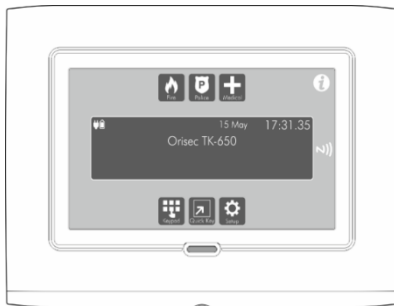 Fire Police Medical
15 May 17:31.35
Orisec TK-650
Keypad Quick Key Setup